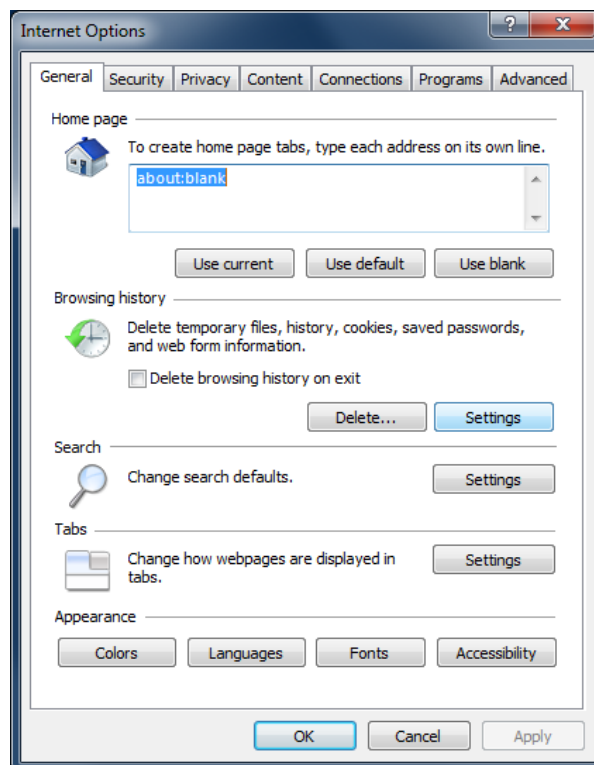 Internet Options
General Security Privacy Content Connections Programs Advanced
Home page
To create home page tabs, type each address on its own line.
about:blank
Use current Use default Use blank
Browsing history
Delete temporary files, history, cookies, saved passwords,
and web form information.
Delete browsing history on exit
Delete... Settings
Search
Change search defaults. Settings
Tabs
Change how webpages are displayed in Settings
tabs.
Appearance
Colors Languages Fonts Accessibility
OK Cancel Apply